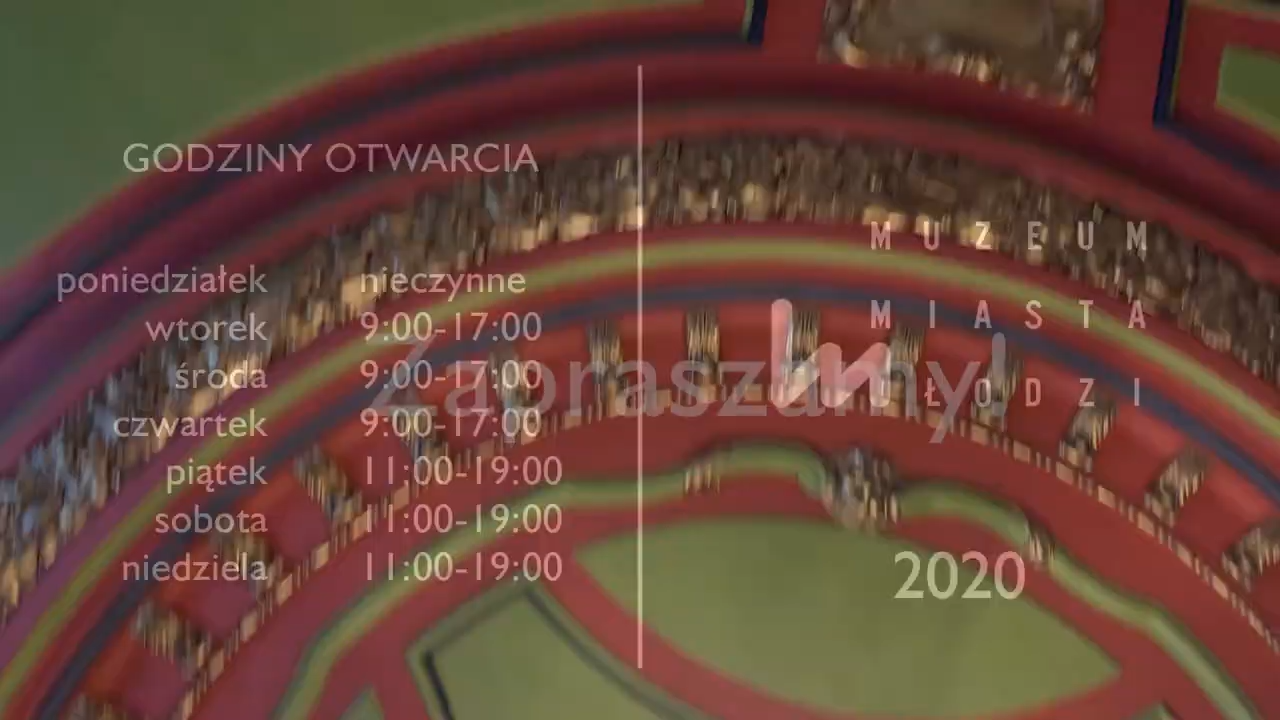 GODZINY OTWARCIA
poniedziałek nieczynne
wtorek 9:00-17:00
środa 9:00-17:00
czwartek 9:00-17:00
piątek 11:00-19:00
sobota 11:00-19:00
niedziela 11:00-19:00
Zapraszamy!
MUZEUM
MIASTA
ŁODZI
2020